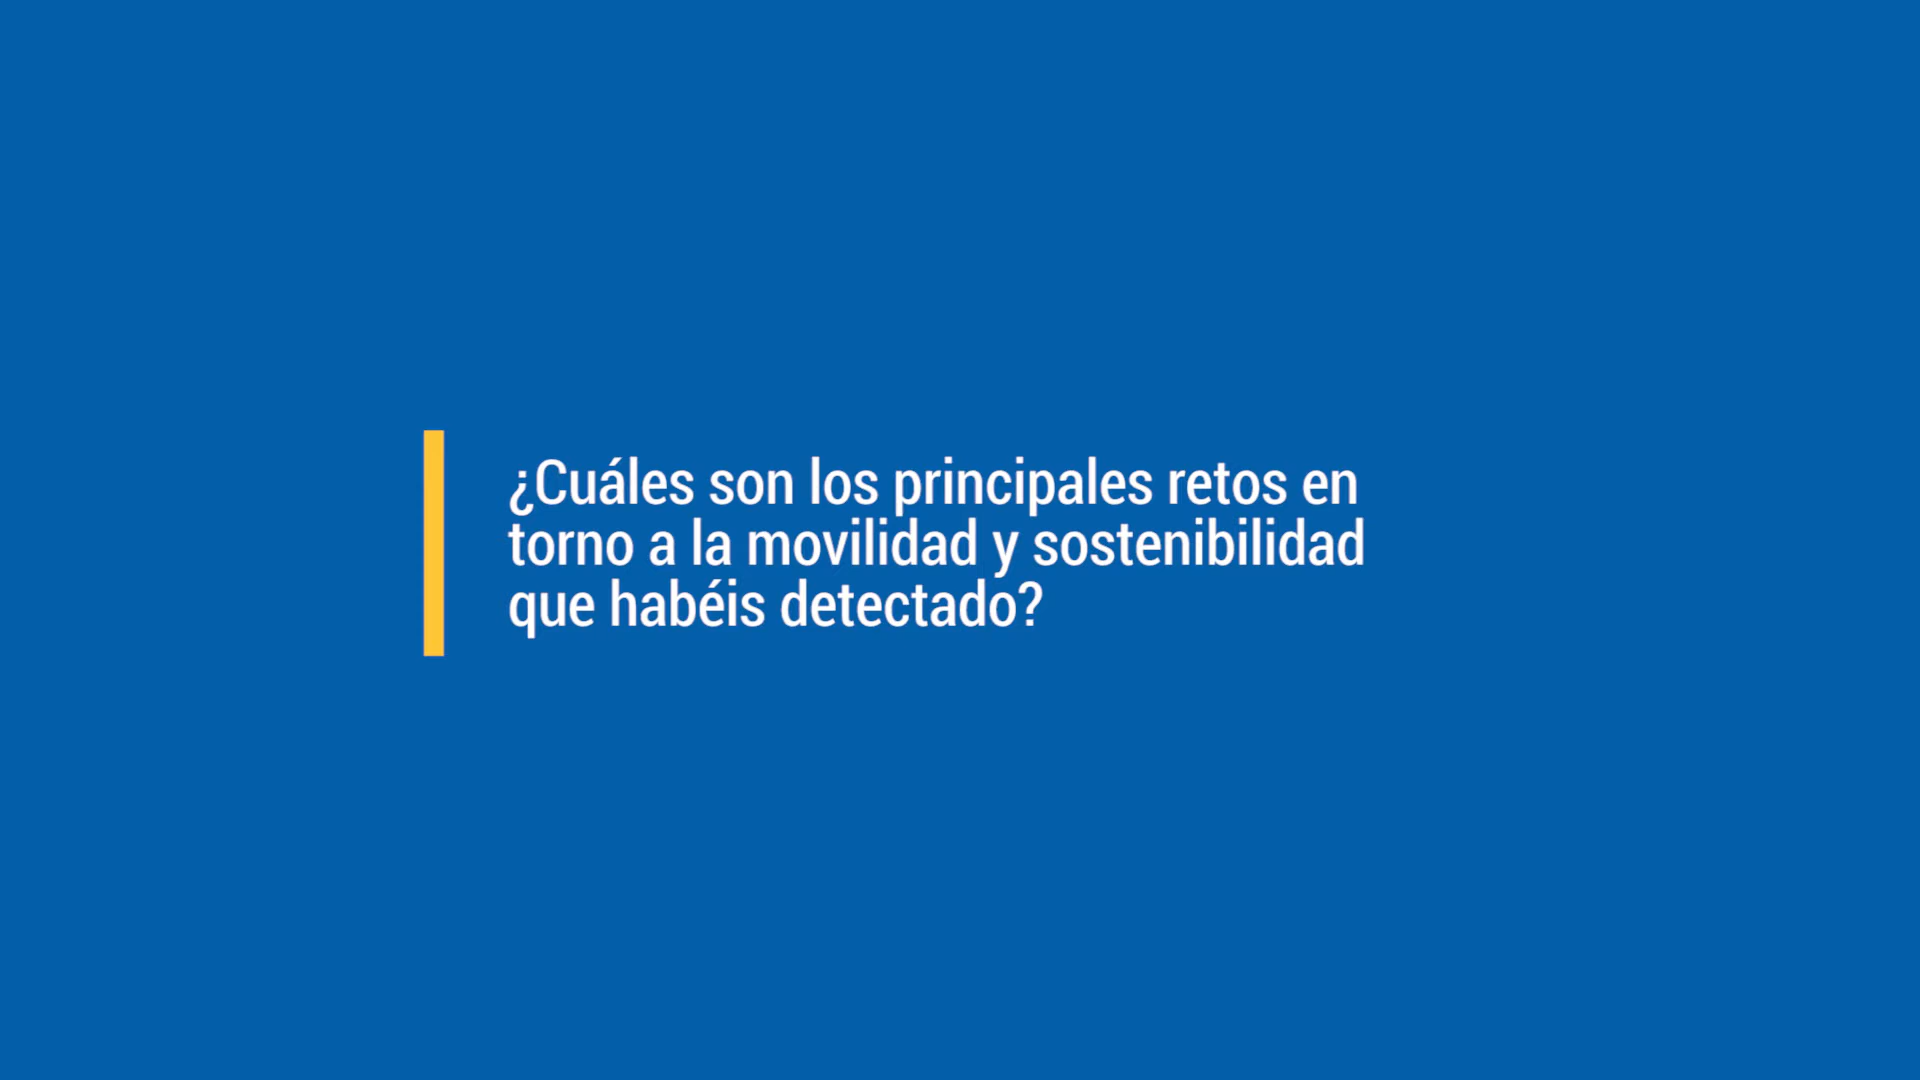 ¿Cuáles son los principales retos en
torno a la movilidad y sostenibilidad
que habéis detectado?